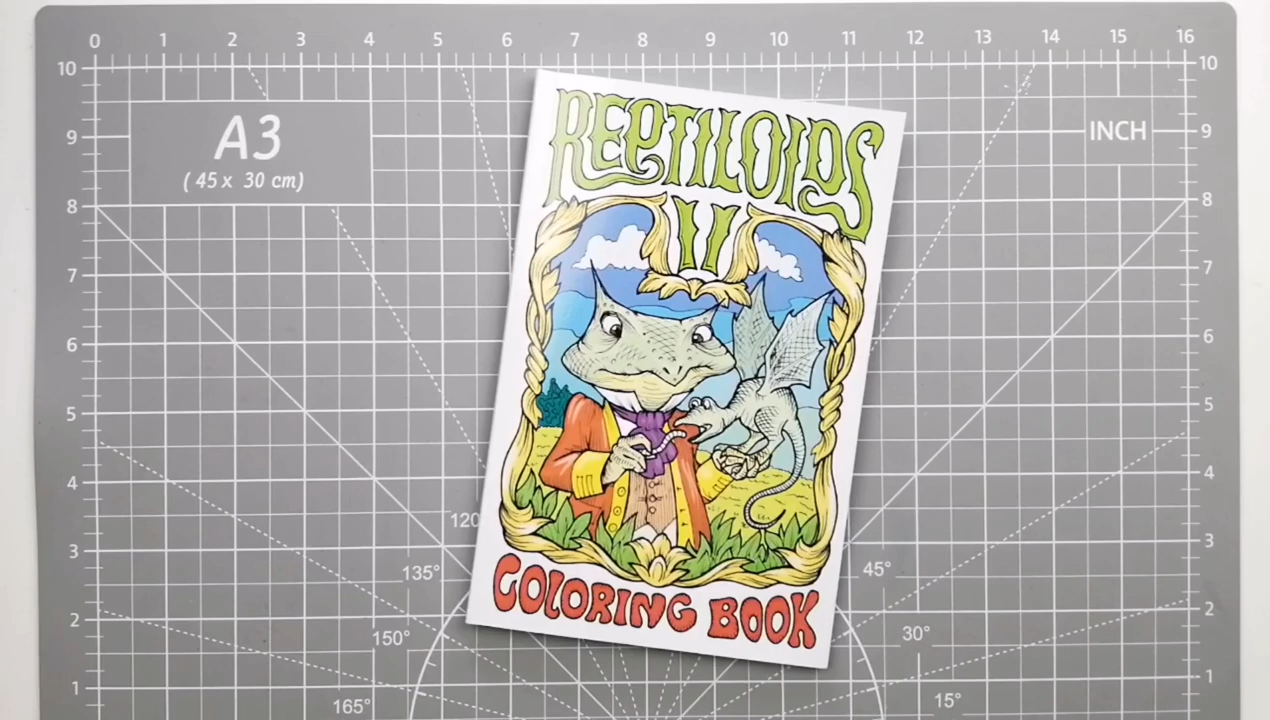 0 1 2 3 4 5 6 7 8 9 10 11 12 13 14 15 16
10 10
9 9
A3
INCH
( 45 x 30 cm)
8 8
7 7
6 6
5 5
4 4
3 3
2 2
1 1
REPTILOIDS
II
COLORING BOOK
120
135°
150°
165°
45°
30°
15°